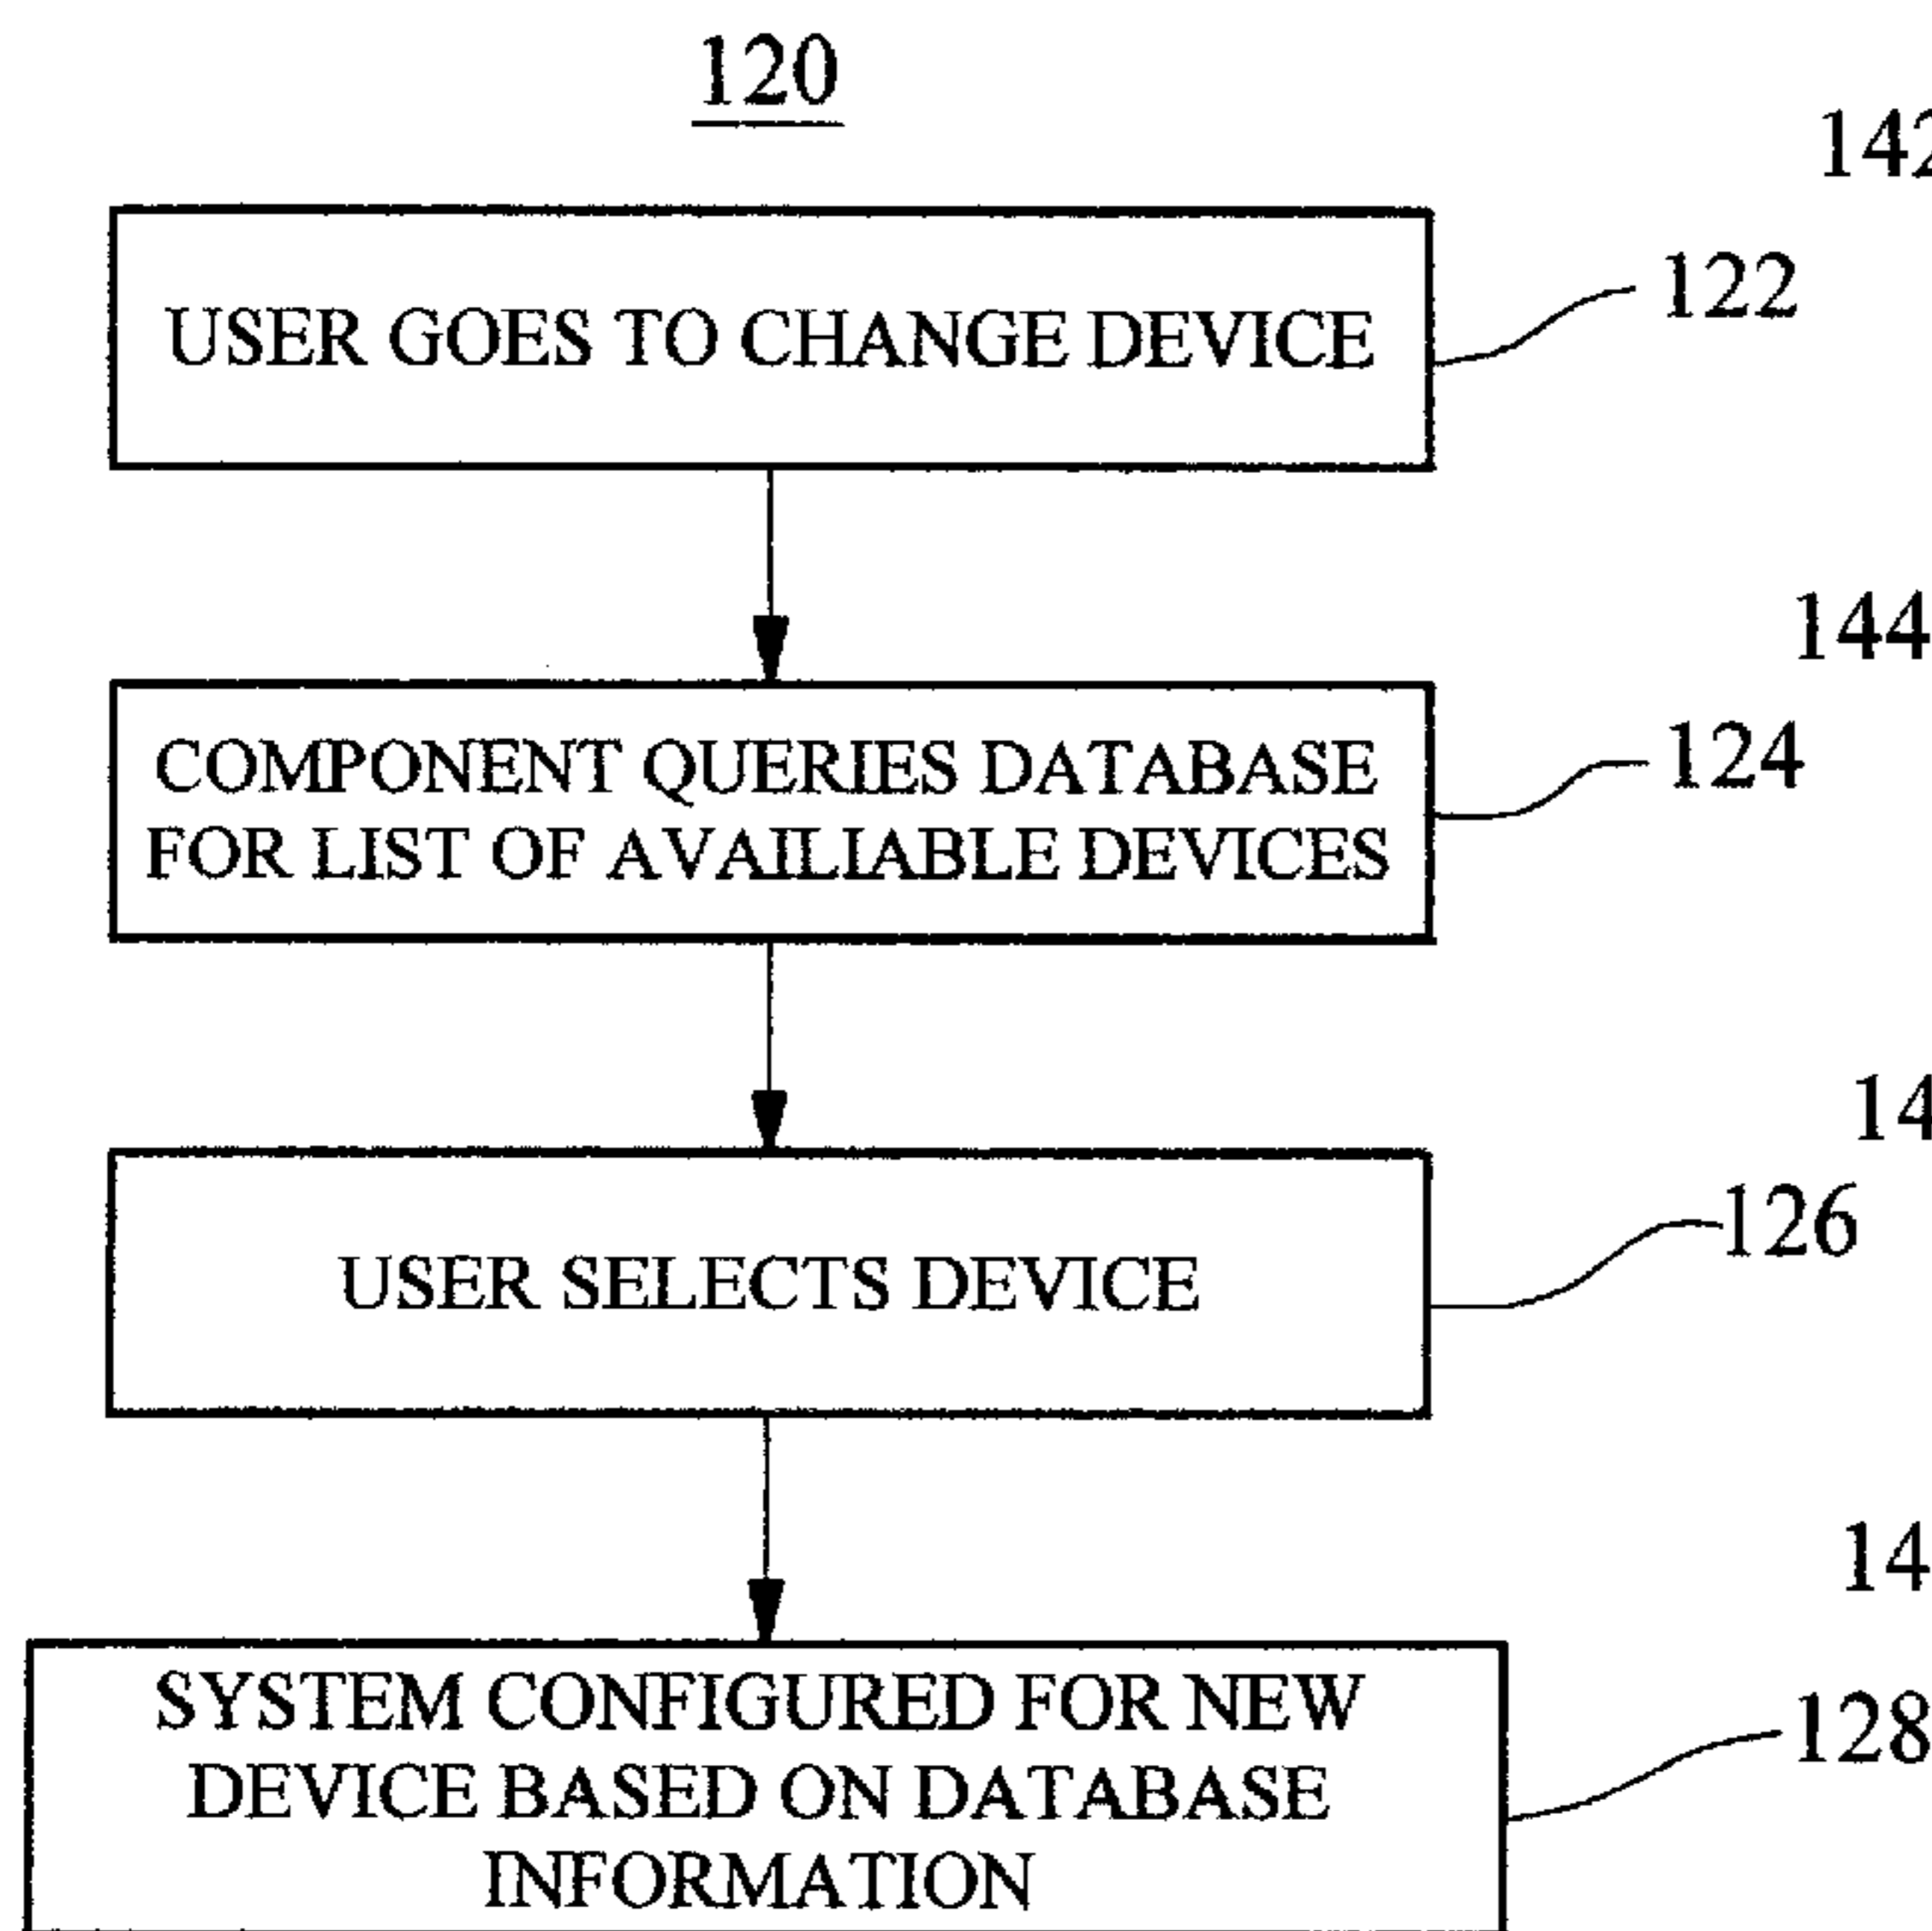 120
142
USER GOES TO CHANGE DEVICE
122
144
COMPONENT QUERIES DATABASE
FOR LIST OF AVAILIABLE DEVICES
124
14
USER SELECTS DEVICE
126
14
SYSTEM CONFIGURED FOR NEW
DEVICE BASED ON DATABASE
INFORMATION
128